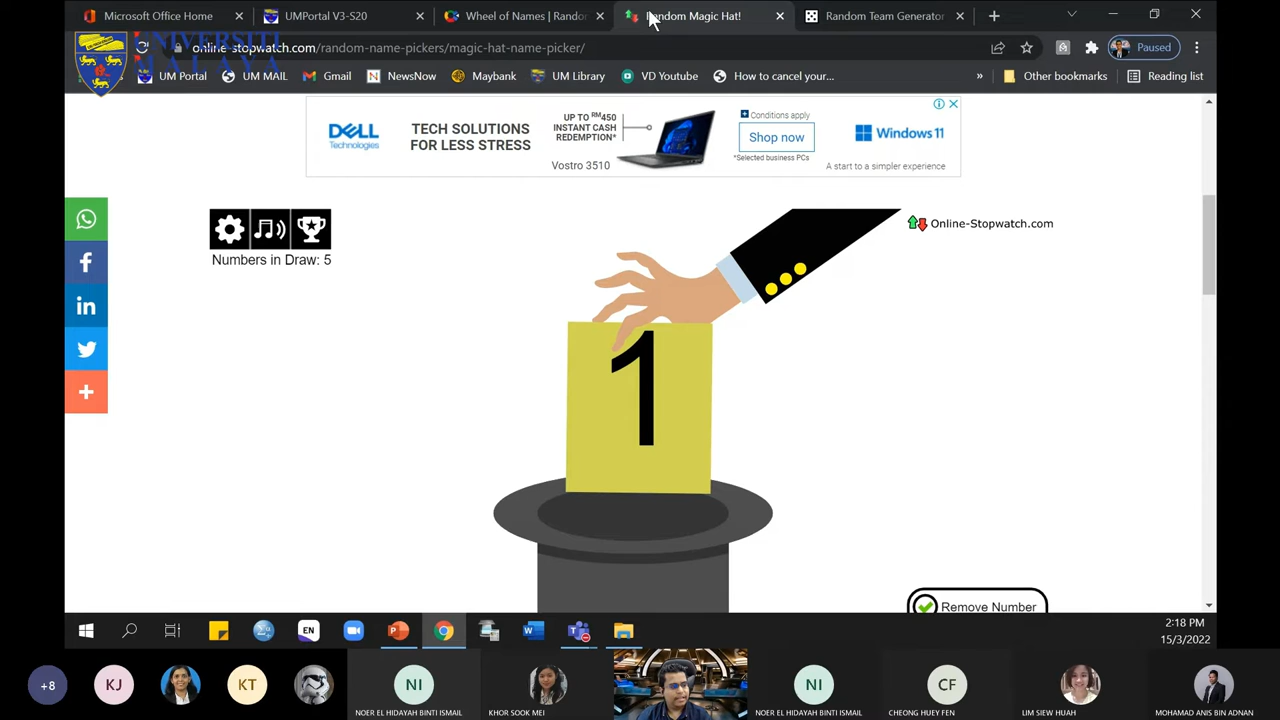 Microsoft Office Home
UMPortal V3-S20
Wheel of Names | Rando
Random Magic Hat!
Random Team Generator
UNIVERSITI
MALAYA
online-stopwatch.com/random-name-pickers/magic-hat-name-picker/
Paused
UM Portal
UM MAIL
Gmail
NewsNow
Maybank
UM Library
VD Youtube
How to cancel your...
»
Other bookmarks
Reading list
DELL
Technologies
TECH SOLUTIONS
FOR LESS STRESS
UP TO RM450
INSTANT CASH
REDEMPTION*
Vostro 3510
Conditions apply
Shop now
*Selected business PCs
Windows 11
A start to a simpler experience
Numbers in Draw: 5
Online-Stopwatch.com
1
Remove Number
EN
2:18 PM
15/3/2022
+8
KJ
KT
NI
NOER EL HIDAYAH BINTI ISMAIL
KHOR SOOK MEI
NI
NOER EL HIDAYAH BINTI ISMAIL
CF
CHEONG HUEY FEN
LIM SIEW HUAH
MOHAMAD ANIS BIN ADNAN